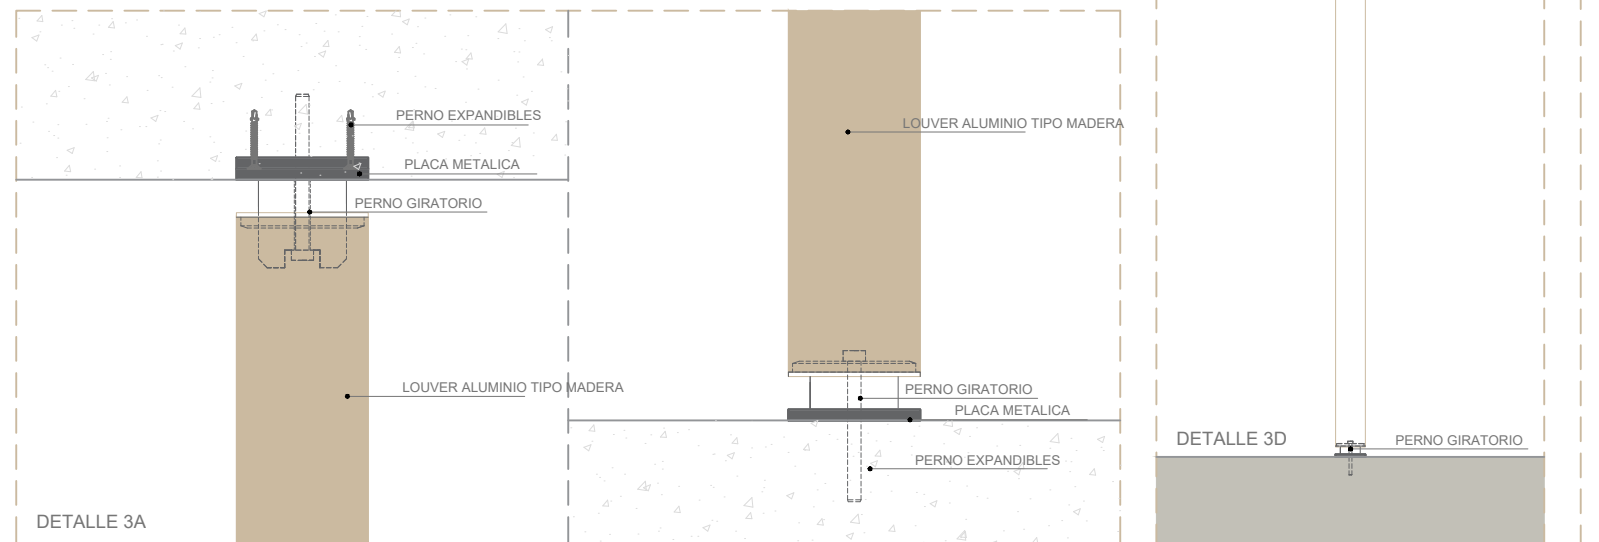 PERNO EXPANDIBLES
PLACA METALICA
PERNO GIRATORIO
LOUVER ALUMINIO TIPO MADERA
DETALLE 3A
LOUVER ALUMINIO TIPO MADERA
PERNO GIRATORIO
PLACA METALICA
PERNO EXPANDIBLES
DETALLE 3D
PERNO GIRATORIO